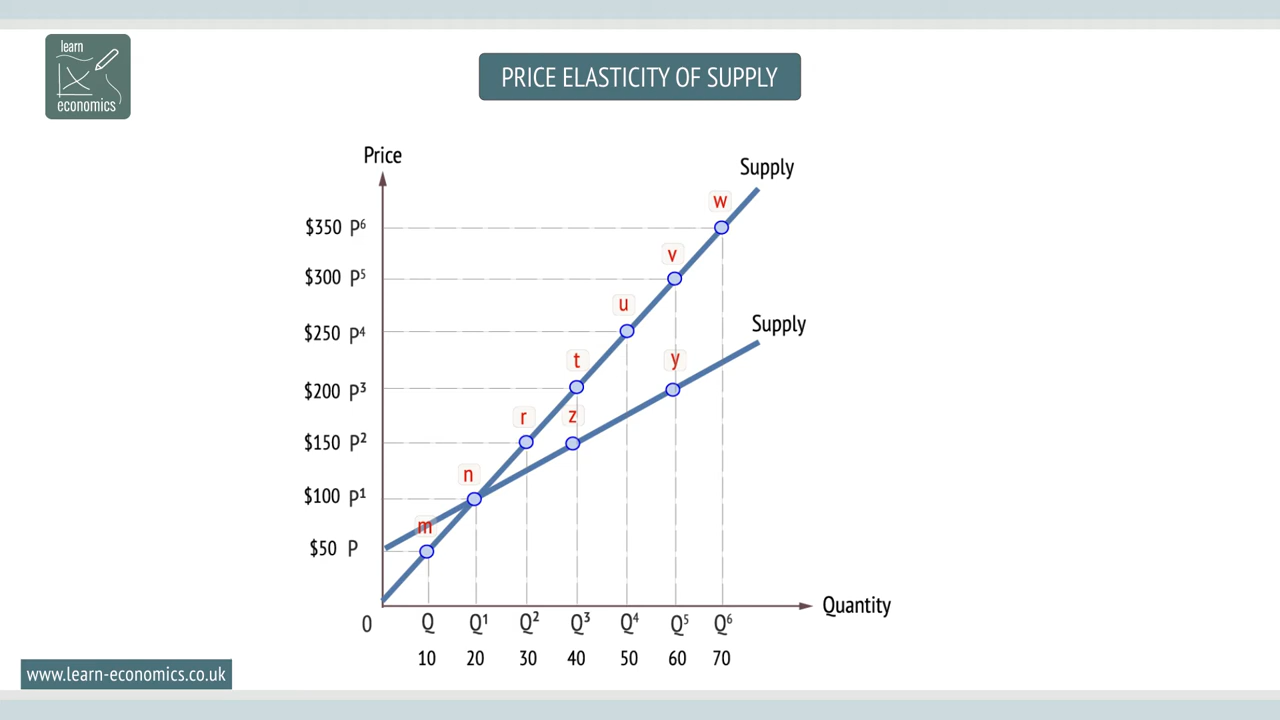 learn
economics
PRICE ELASTICITY OF SUPPLY
Price
Supply
w
$350 P⁶
v
$300 P⁵
u
$250 P⁴
Supply
t
y
$200 P³
r
z
$150 P²
n
$100 P¹
m
$50 P
Quantity
0 Q Q¹ Q² Q³ Q⁴ Q⁵ Q⁶
10 20 30 40 50 60 70
www.learn-economics.co.uk